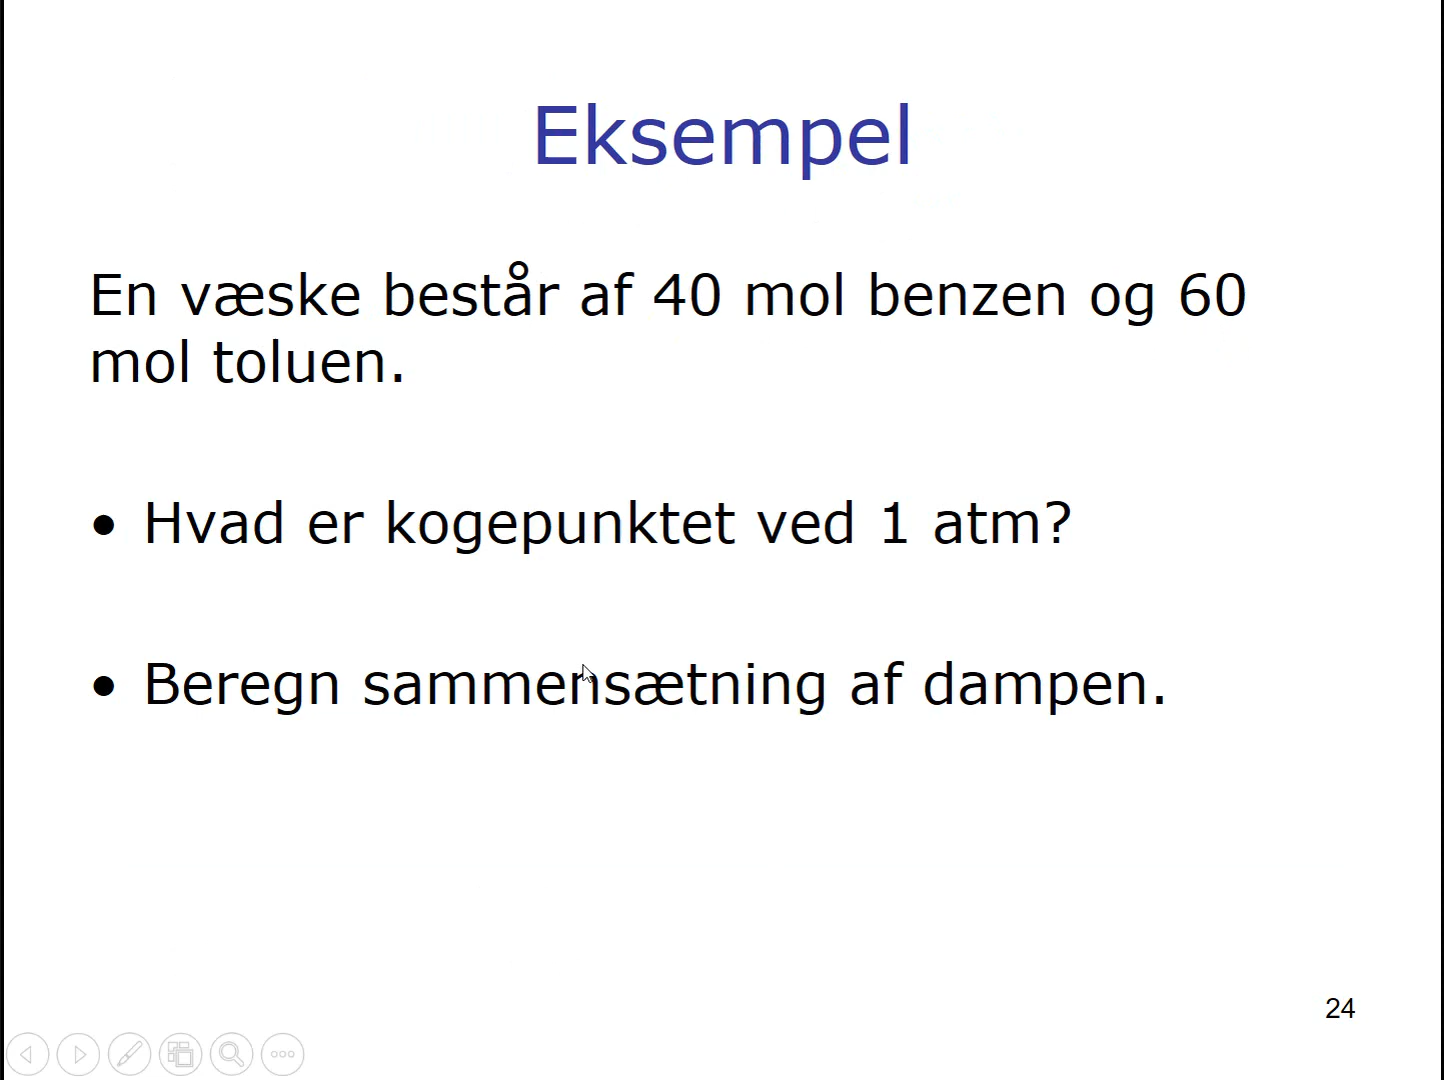 Eksempel
En væske består af 40 mol benzen og 60
mol toluen.
• Hvad er kogepunktet ved 1 atm?
• Beregn sammensætning af dampen.
24